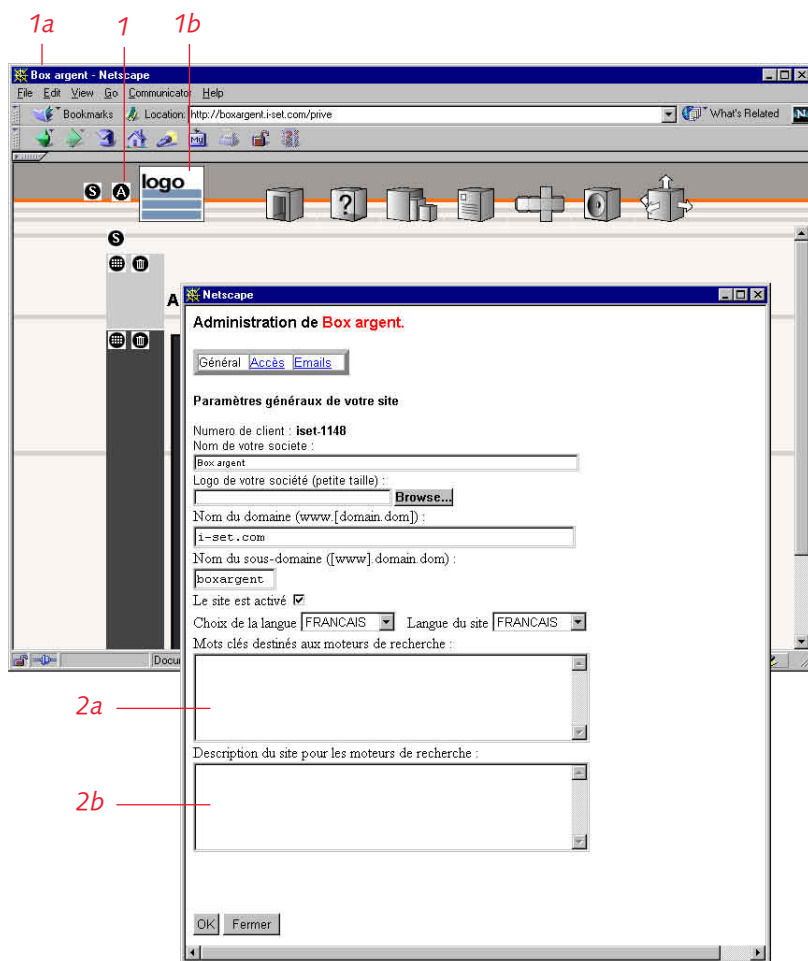 1a 1 1b
Box argent - Netscape
File Edit View Go Communicator Help
Bookmarks Location: http://boxargent.i-set.com/prive What's Related N
My
S A logo
?
S
A
Netscape
Administration de Box argent.
Général Accès Emails
Paramètres généraux de votre site
Numero de client : iset-1148
Nom de votre societe :
Box argent
Logo de votre société (petite taille) :
Browse...
Nom du domaine (www.[domain.dom]) :
i-set.com
Nom du sous-domaine ([www].domain.dom) :
boxargent
Le site est activé
Choix de la langue FRANCAIS Langue du site FRANCAIS
Docu
Mots clés destinés aux moteurs de recherche :
2a
Description du site pour les moteurs de recherche :
2b
OK Fermer